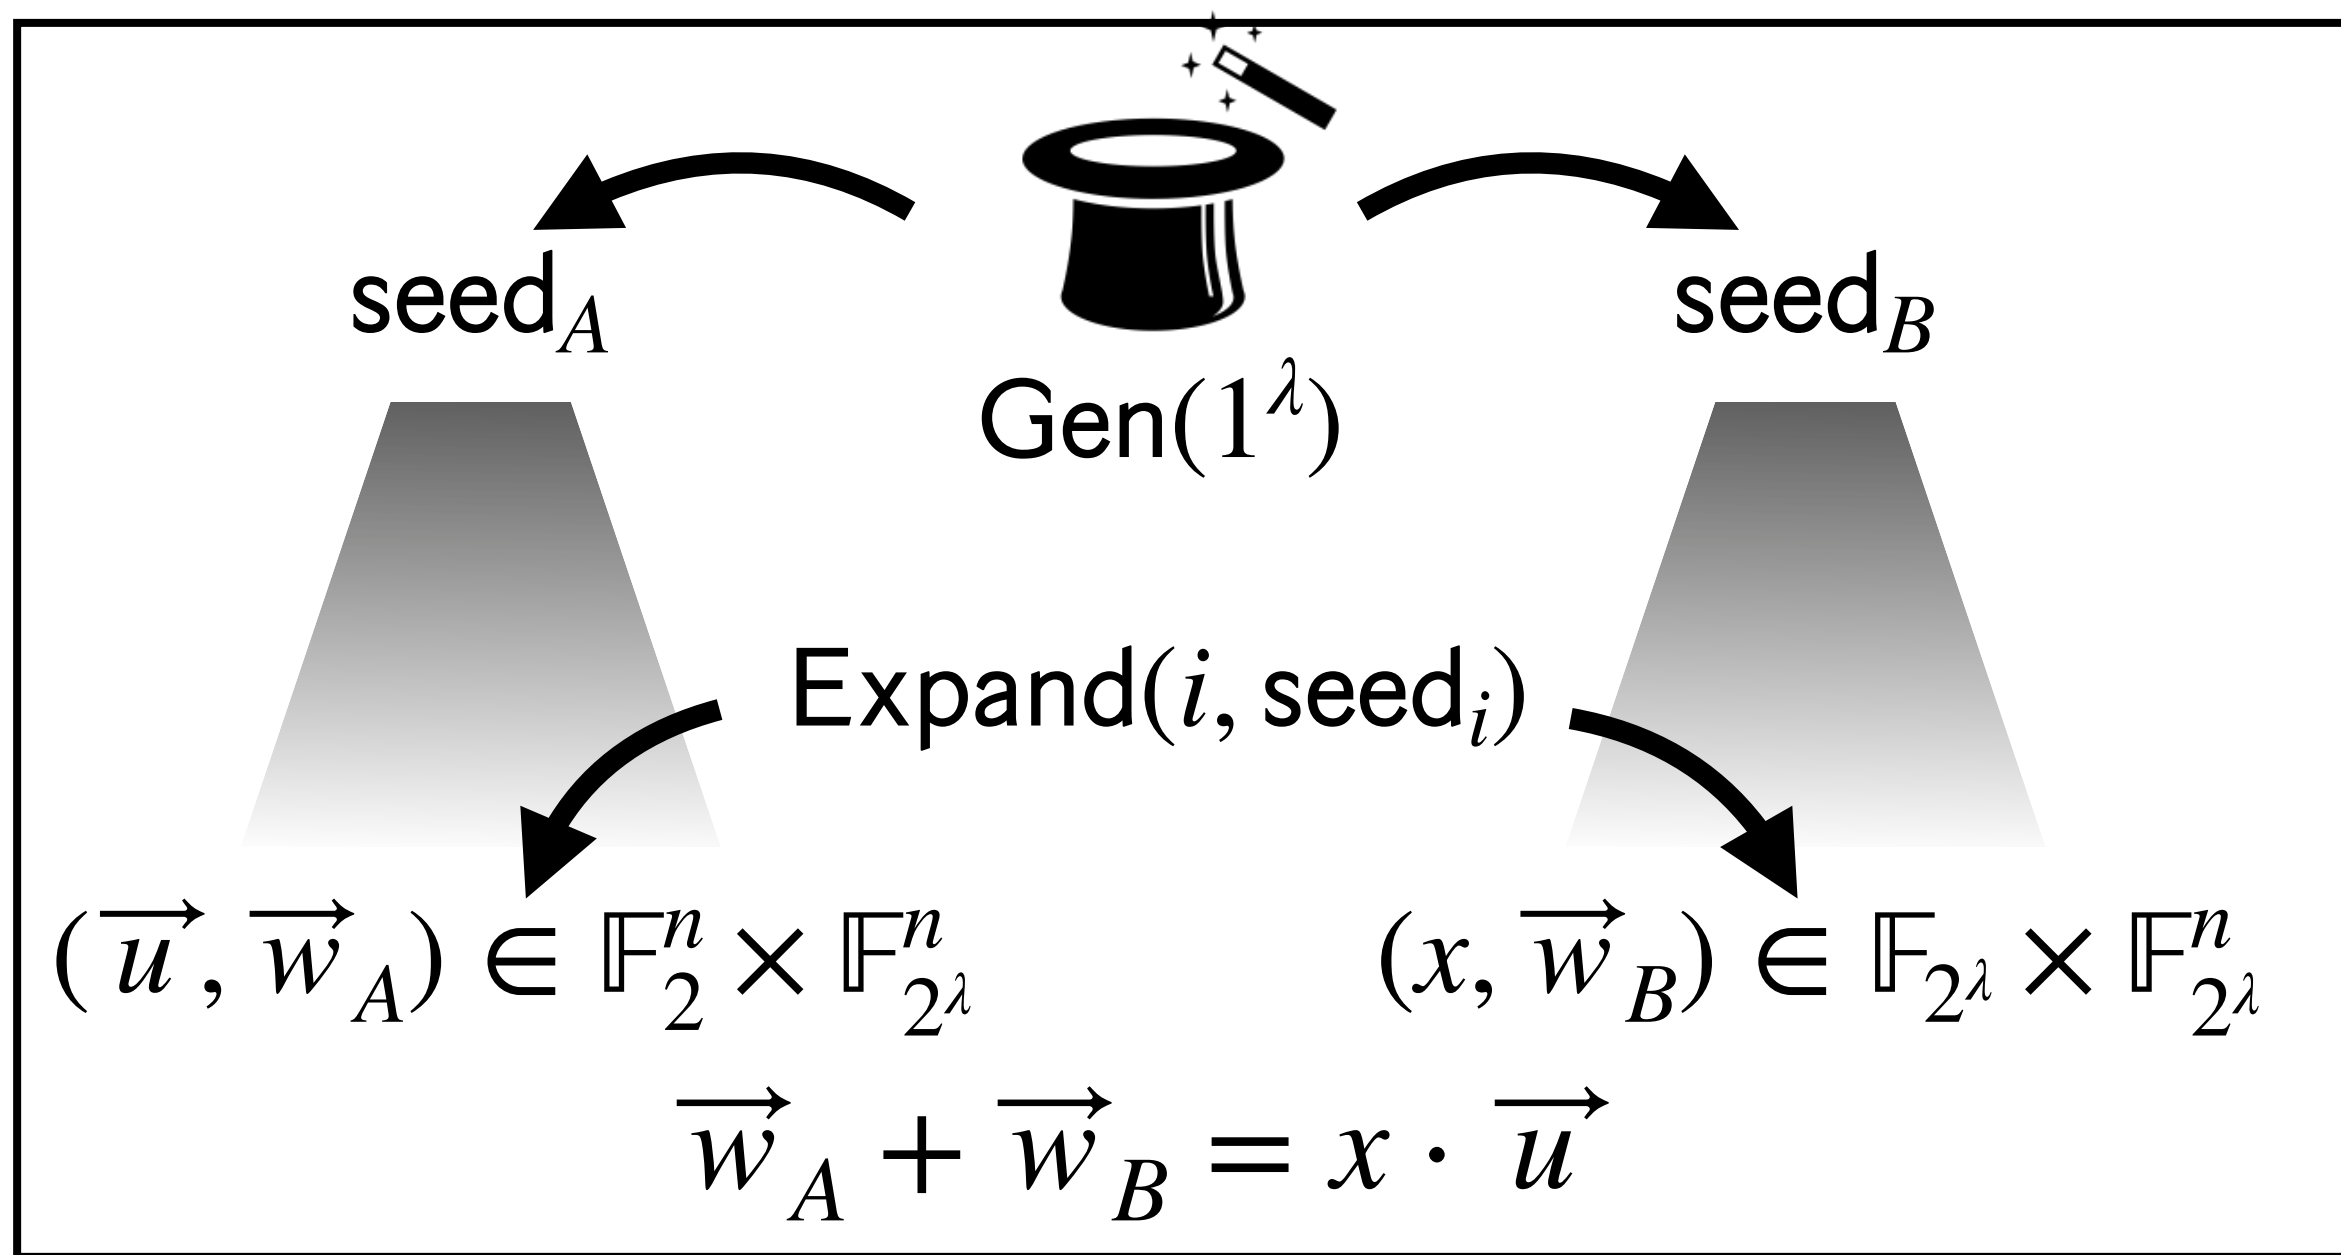 seed_A seed_B
Gen(1^λ)
Expand(i, seed_i)
(u⃗, w⃗_A) ∈ 𝔽_2^n × 𝔽_{2^λ}^n (x, w⃗_B) ∈ 𝔽_{2^λ} × 𝔽_{2^λ}^n
w⃗_A + w⃗_B = x · u⃗